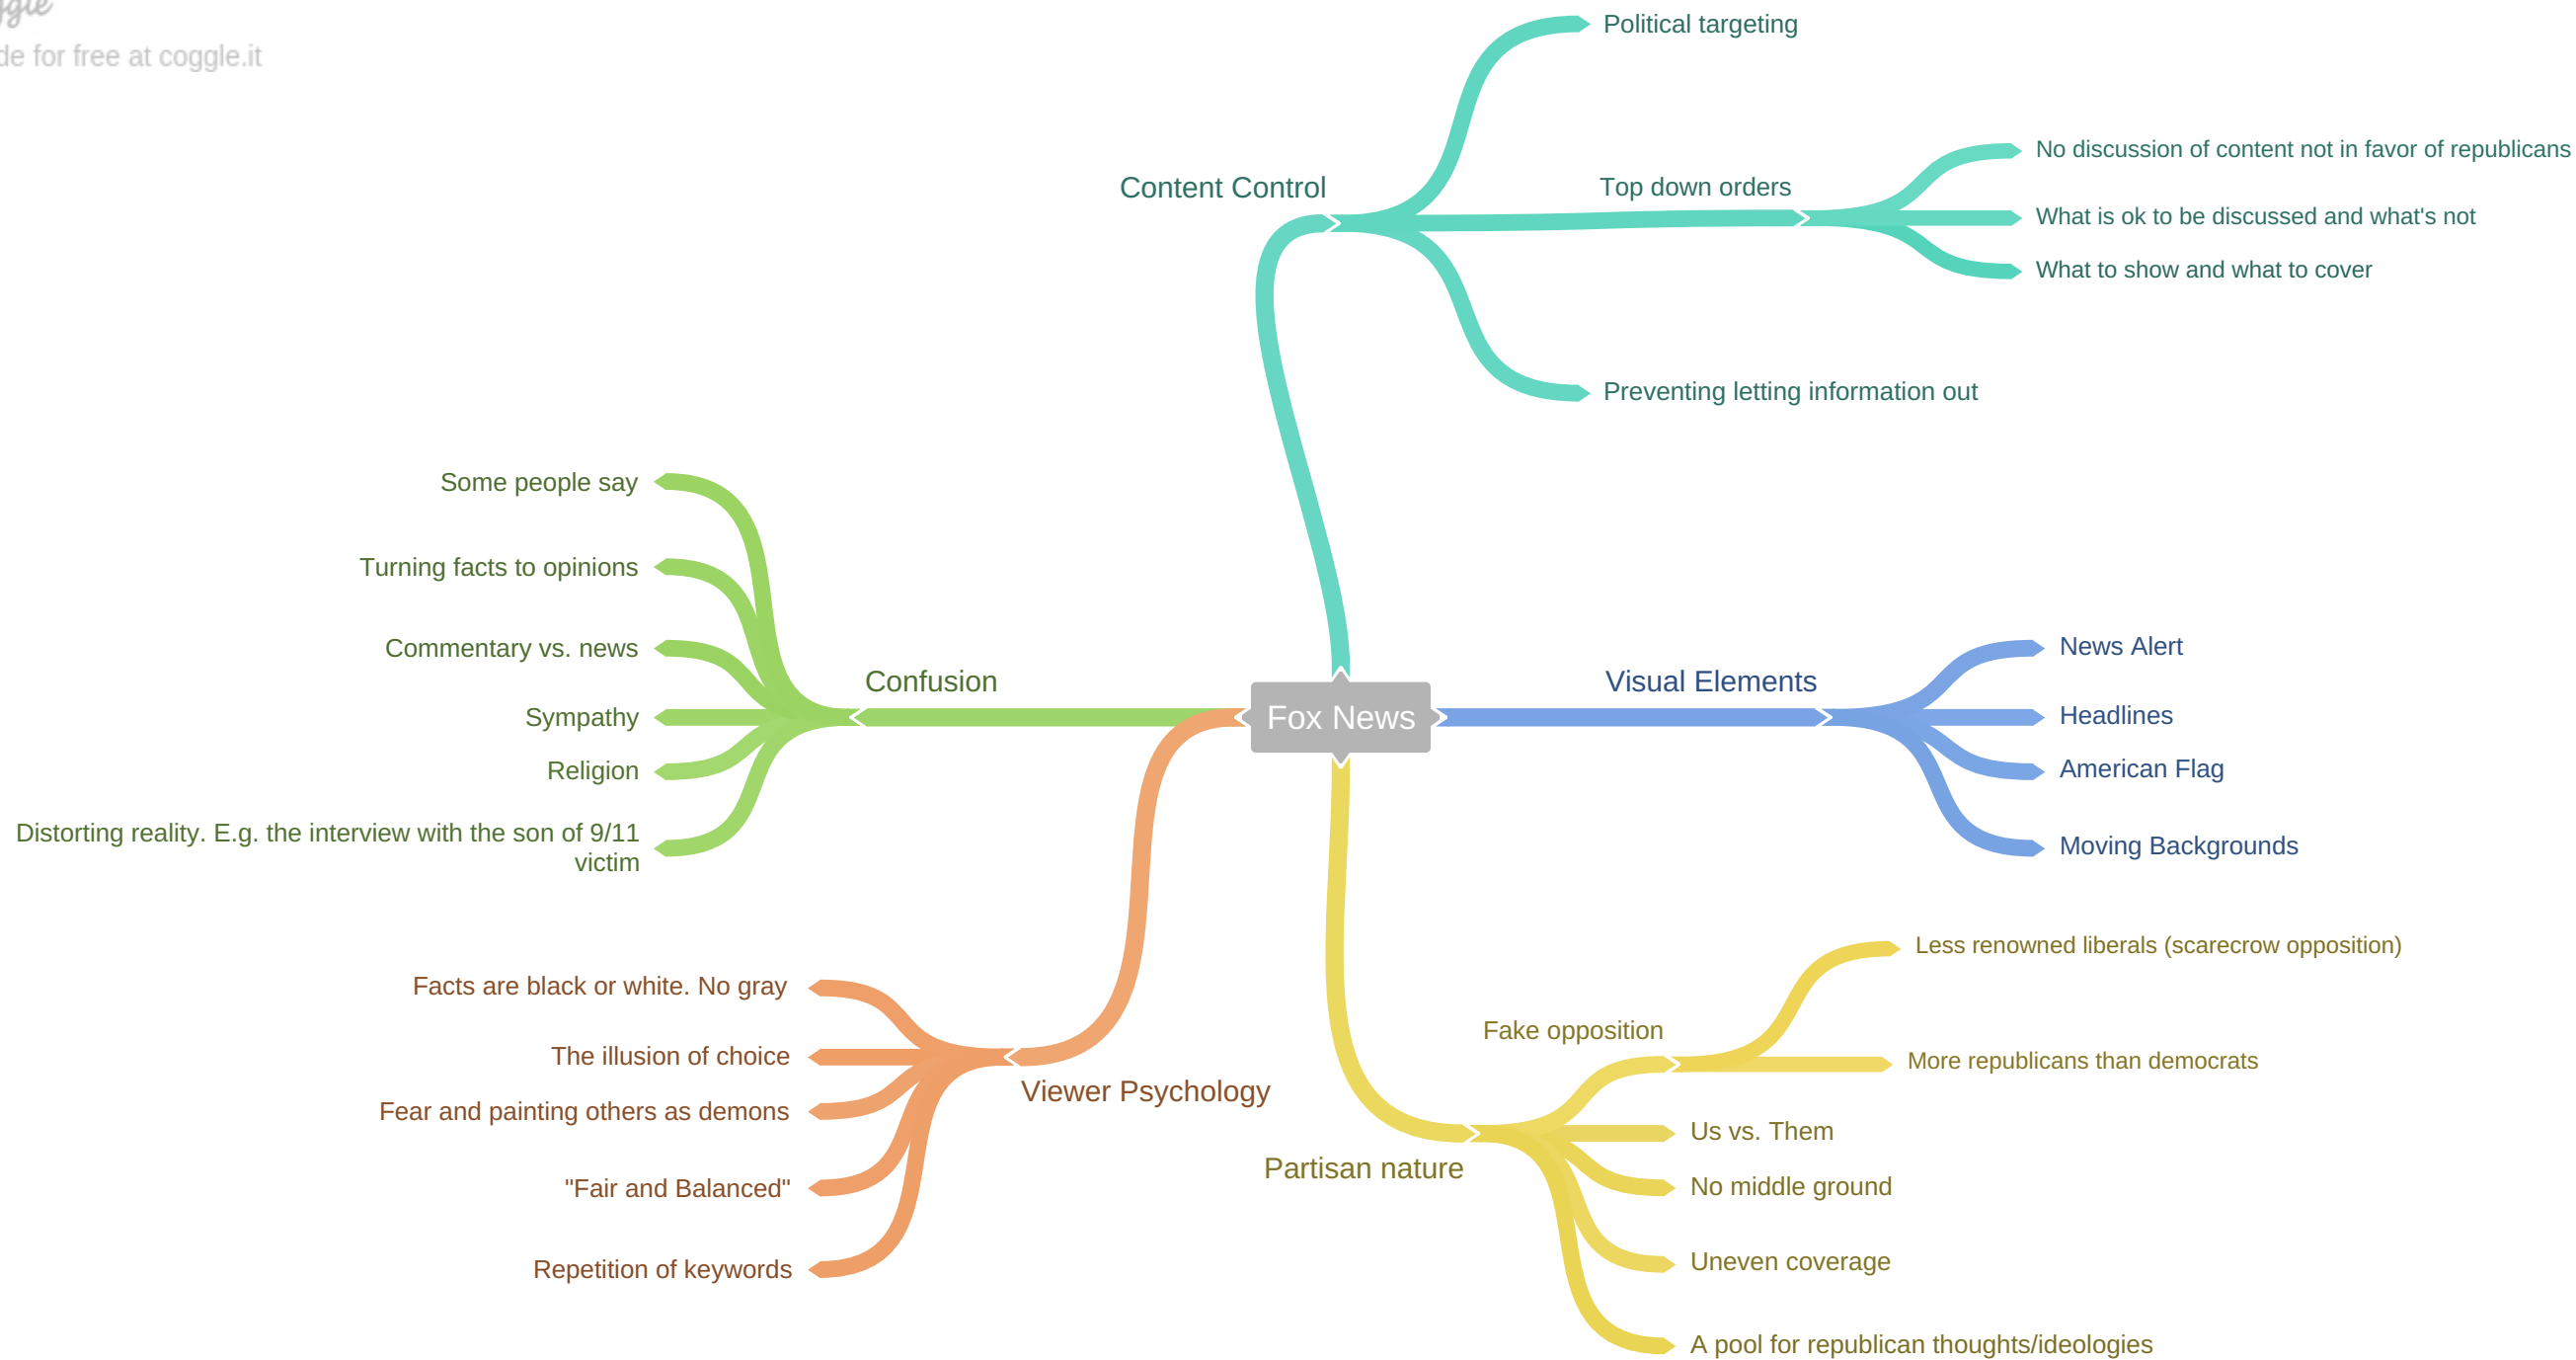 de for free at coggle.it
Political targeting
No discussion of content not in favor of republicans
Content Control
Top down orders
What is ok to be discussed and what's not
What to show and what to cover
Preventing letting information out
Some people say
Turning facts to opinions
Commentary vs. news
Confusion
Sympathy
Religion
Distorting reality. E.g. the interview with the son of 9/11
victim
Fox News
Visual Elements
News Alert
Headlines
American Flag
Moving Backgrounds
Facts are black or white. No gray
The illusion of choice
Fear and painting others as demons
Viewer Psychology
"Fair and Balanced"
Repetition of keywords
Less renowned liberals (scarecrow opposition)
Fake opposition
More republicans than democrats
Us vs. Them
Partisan nature
No middle ground
Uneven coverage
A pool for republican thoughts/ideologies